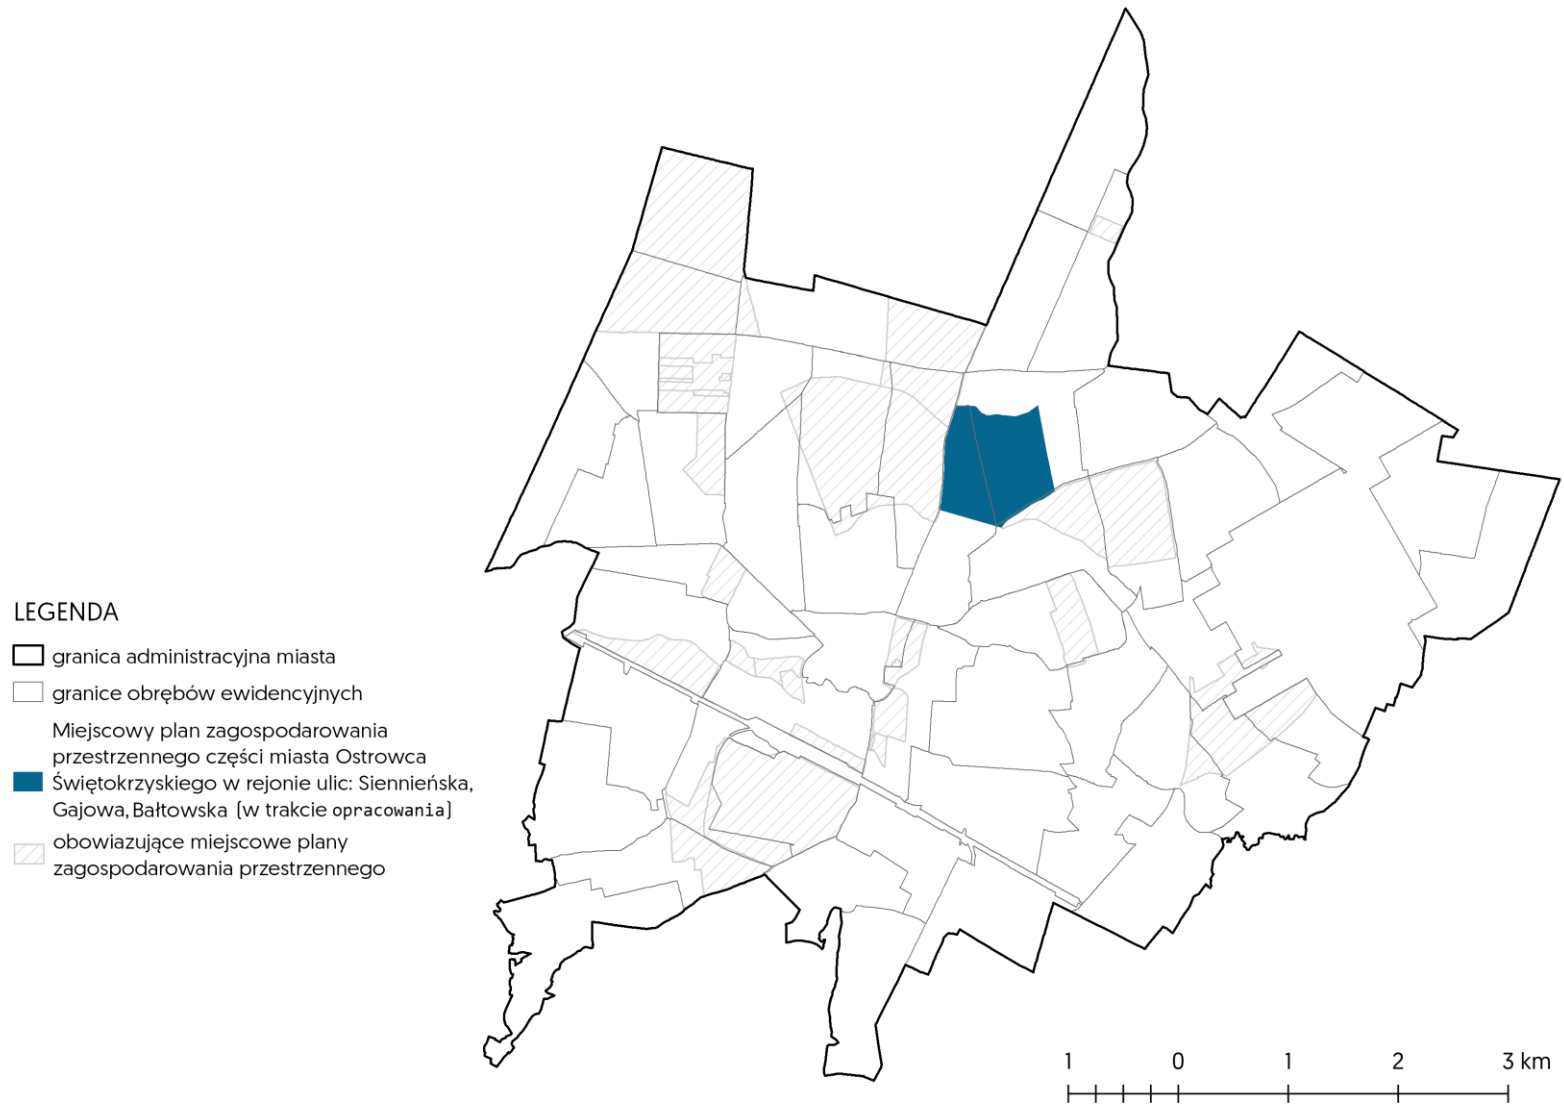 LEGENDA
granica administracyjna miasta
granice obrębów ewidencyjnych
Miejscowy plan zagospodarowania
przestrzennego części miasta Ostrowca
Świętokrzyskiego w rejonie ulic: Siennieńska,
Gajowa, Bałtowska (w trakcie opracowania)
obowiazujące miejscowe plany
zagospodarowania przestrzennego
1 0 1 2 3 km